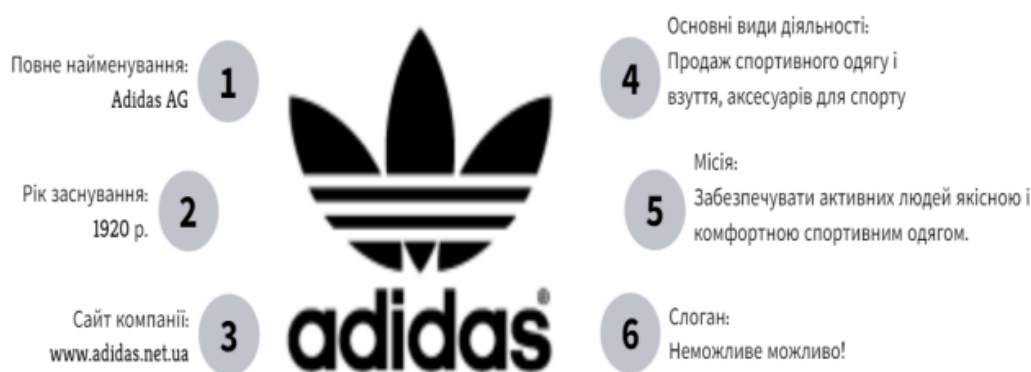 Повне найменування:
Adidas AG
1
Рік заснування:
1920 р.
2
Сайт компанії:
www.adidas.net.ua
3
adidas®
4
Основні види діяльності:
Продаж спортивного одягу і
взуття, аксесуарів для спорту
5
Місія:
Забезпечувати активних людей якісною і
комфортною спортивним одягом.
6
Слоган:
Неможливе можливо!